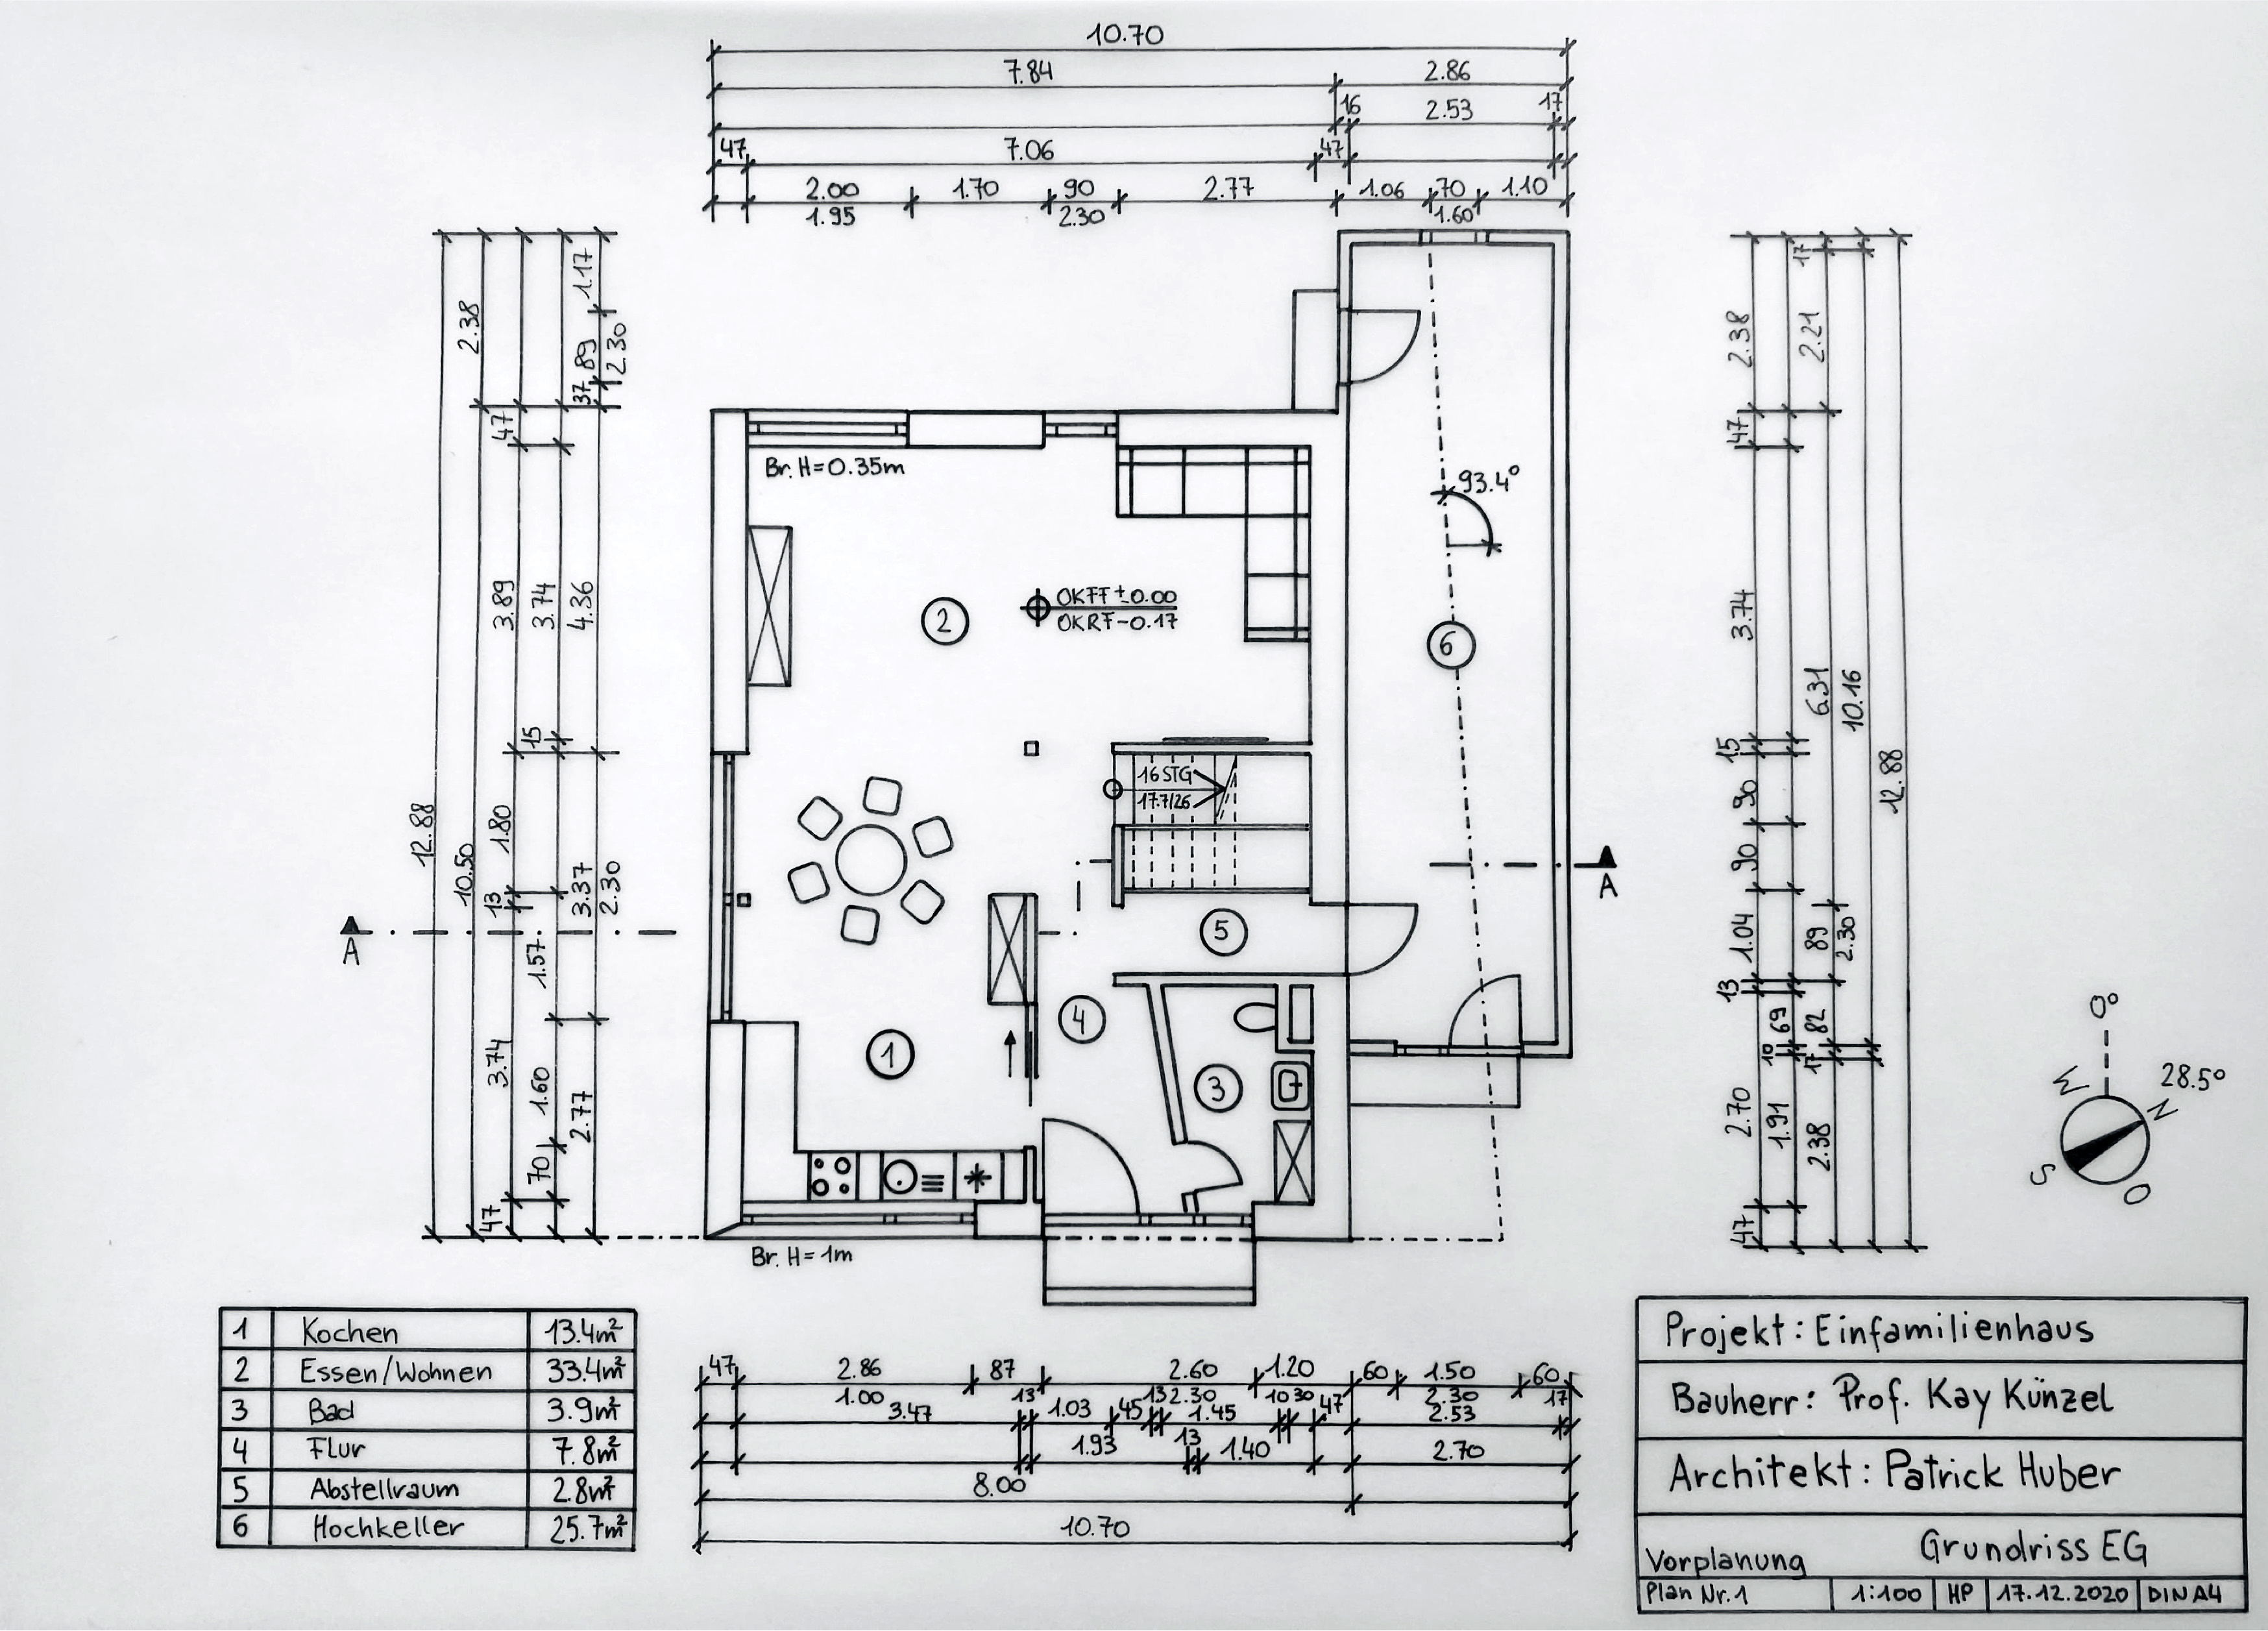 10.70
7.84 2.86
16 2.53 17
47 7.06 47
2.00 1.70 90 2.77 1.06 70 1.10
1.95 2.30 1.60
12.88
2.38 10.50
47 3.89 1.80 13 3.74 47
3.74 15 1.57 1.60 70
1.17 89 37 4.36 3.37 2.77
2.30 2.30
Br. H=0.35m
93.4°
2
OKFF ±0.00
OKRF -0.17
6
16 STG
17.7/26
A
A
5
4
1
3
Br. H=1m
2.38 47 3.74 15 90 90 1.04 13 2.70 47
69 10 1.91
17 2.21 6.31 89 82 17 2.38
2.30
10.16
12.88
0°
28.5°
W N
S O
47 2.86 87 2.60 1.20 60 1.50 60
1.00 2.30 2.30
3.47 13 1.03 45 13 1.45 10 30 47 2.53 17
1.93 13 1.40 2.70
8.00
10.70
1 Kochen 13.4m²
2 Essen/Wohnen 33.4m²
3 Bad 3.9m²
4 Flur 7.8m²
5 Abstellraum 2.8m²
6 Hochkeller 25.7m²
Projekt: Einfamilienhaus
Bauherr: Prof. Kay Künzel
Architekt: Patrick Huber
Vorplanung Grundriss EG
Plan Nr. 1 1:100 HP 17.12.2020 DIN A4